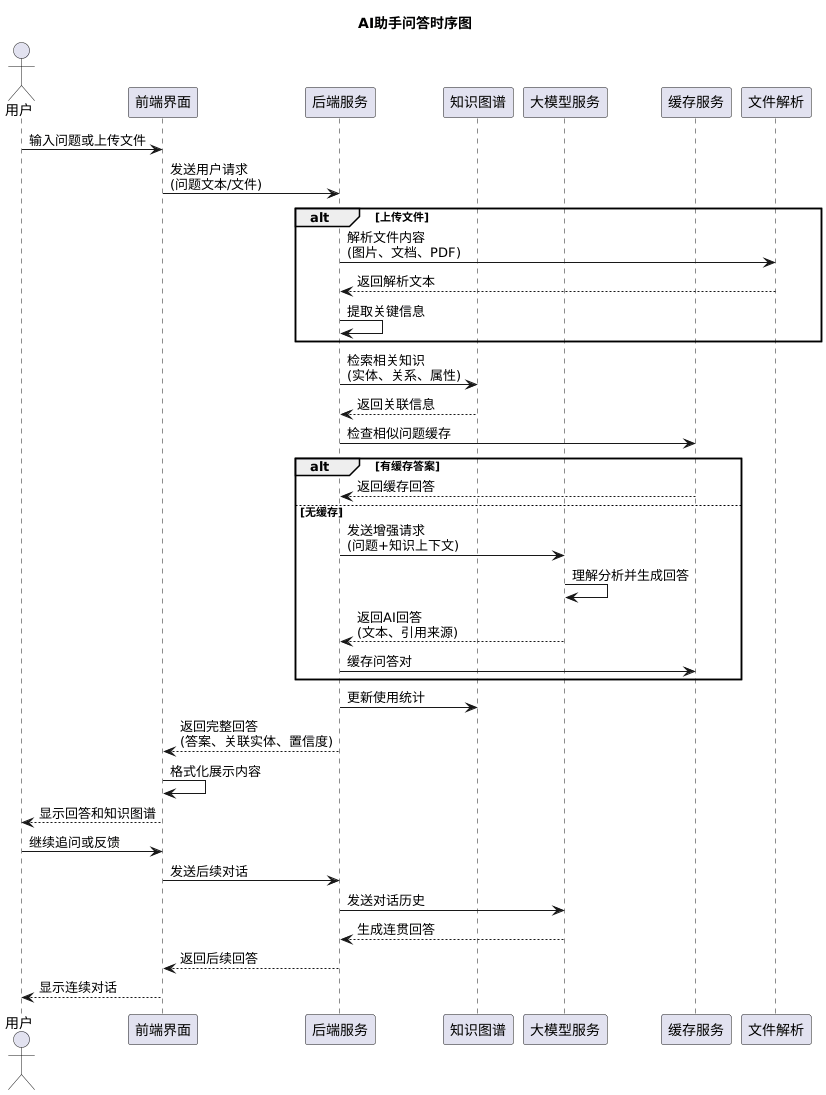 AI助手问答时序图
用户
前端界面
后端服务
知识图谱
大模型服务
缓存服务
文件解析
输入问题或上传文件
发送用户请求
(问题文本/文件)
alt
[上传文件]
解析文件内容
(图片、文档、PDF)
返回解析文本
提取关键信息
检索相关知识
(实体、关系、属性)
返回关联信息
检查相似问题缓存
alt
[有缓存答案]
返回缓存回答
[无缓存]
发送增强请求
(问题+知识上下文)
理解分析并生成回答
返回AI回答
(文本、引用来源)
缓存问答对
更新使用统计
返回完整回答
(答案、关联实体、置信度)
格式化展示内容
显示回答和知识图谱
继续追问或反馈
发送后续对话
发送对话历史
生成连贯回答
返回后续回答
显示连续对话
用户
前端界面
后端服务
知识图谱
大模型服务
缓存服务
文件解析